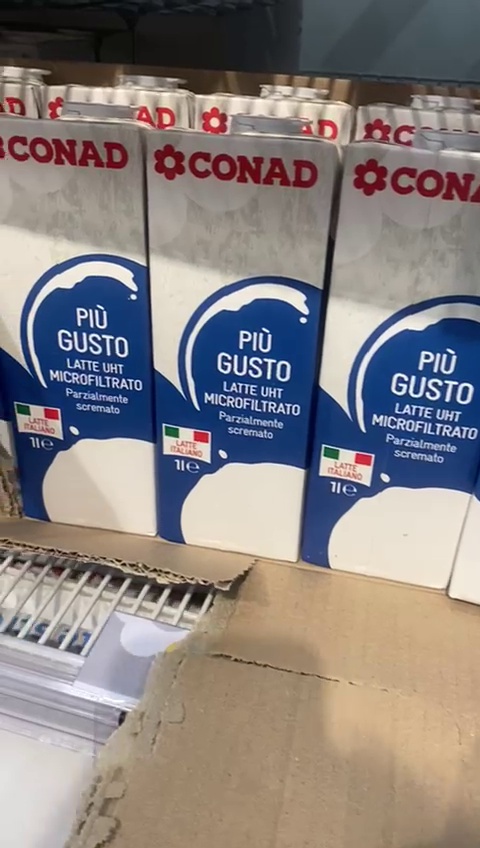 CONAD
PIÙ
GUSTO
LATTE UHT
MICROFILTRATO
Parzialmente
scremato
LATTE
ITALIANO
1l℮
CONAD
PIÙ
GUSTO
LATTE UHT
MICROFILTRATO
Parzialmente
scremato
LATTE
ITALIANO
1l℮
CONA
PIÙ
GUSTO
LATTE UHT
MICROFILTRATO
Parzialmente
scremato
LATTE
ITALIANO
1l℮